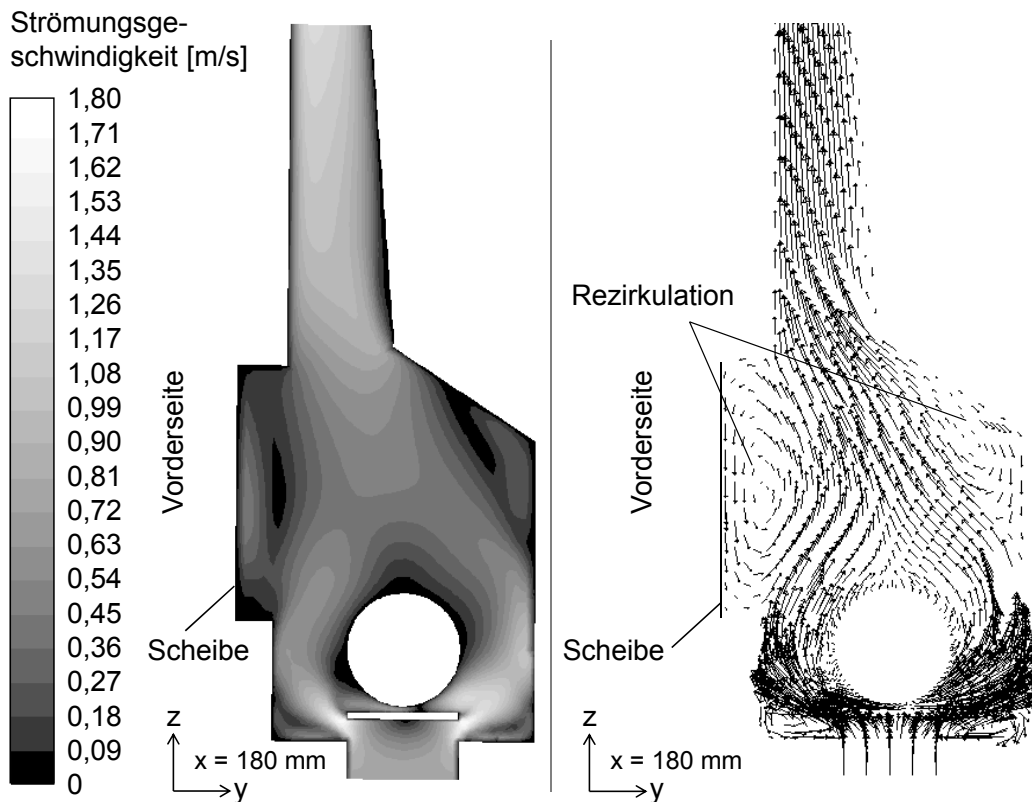 Strömungsge-
schwindigkeit [m/s]
1,80
1,71
1,62
1,53
1,44
1,35
1,26
1,17
1,08
0,99
0,90
0,81
0,72
0,63
0,54
0,45
0,36
0,27
0,18
0,09
0
Vorderseite
Scheibe
z
x = 180 mm
y
Rezirkulation
Vorderseite
Scheibe
z
x = 180 mm
y